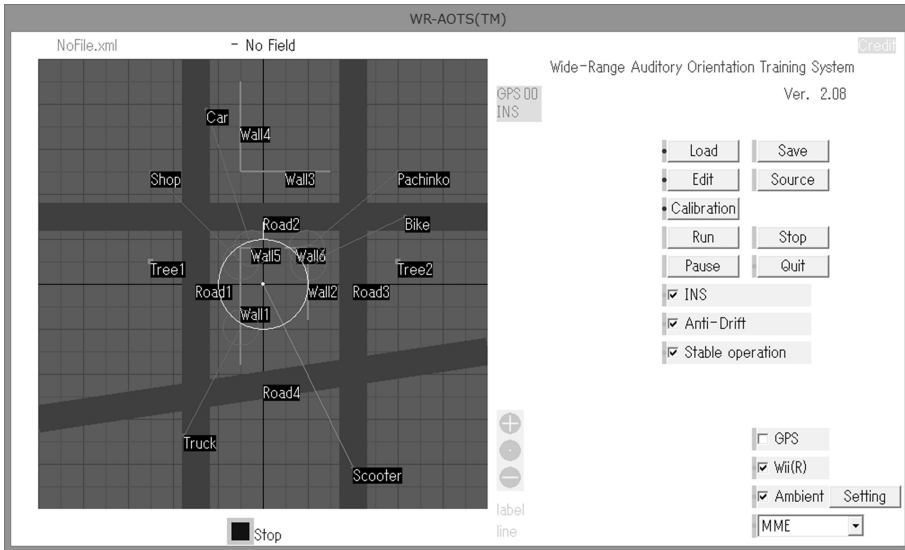 WR-AOTS(TM)
NoFile.xml
- No Field
Credit
Wide-Range Auditory Orientation Training System
Ver. 2.08
GPS 00
INS
Car
Wall4
Shop
Wall3
Pachinko
Road2
Bike
Wall5
Wall6
Tree1
Tree2
Road1
Wall2
Road3
Wall1
Road4
Truck
Scooter
Load
Save
Edit
Source
Calibration
Run
Stop
Pause
Quit
INS
Anti-Drift
Stable operation
GPS
Wii(R)
Ambient
Setting
MME
label
line
Stop